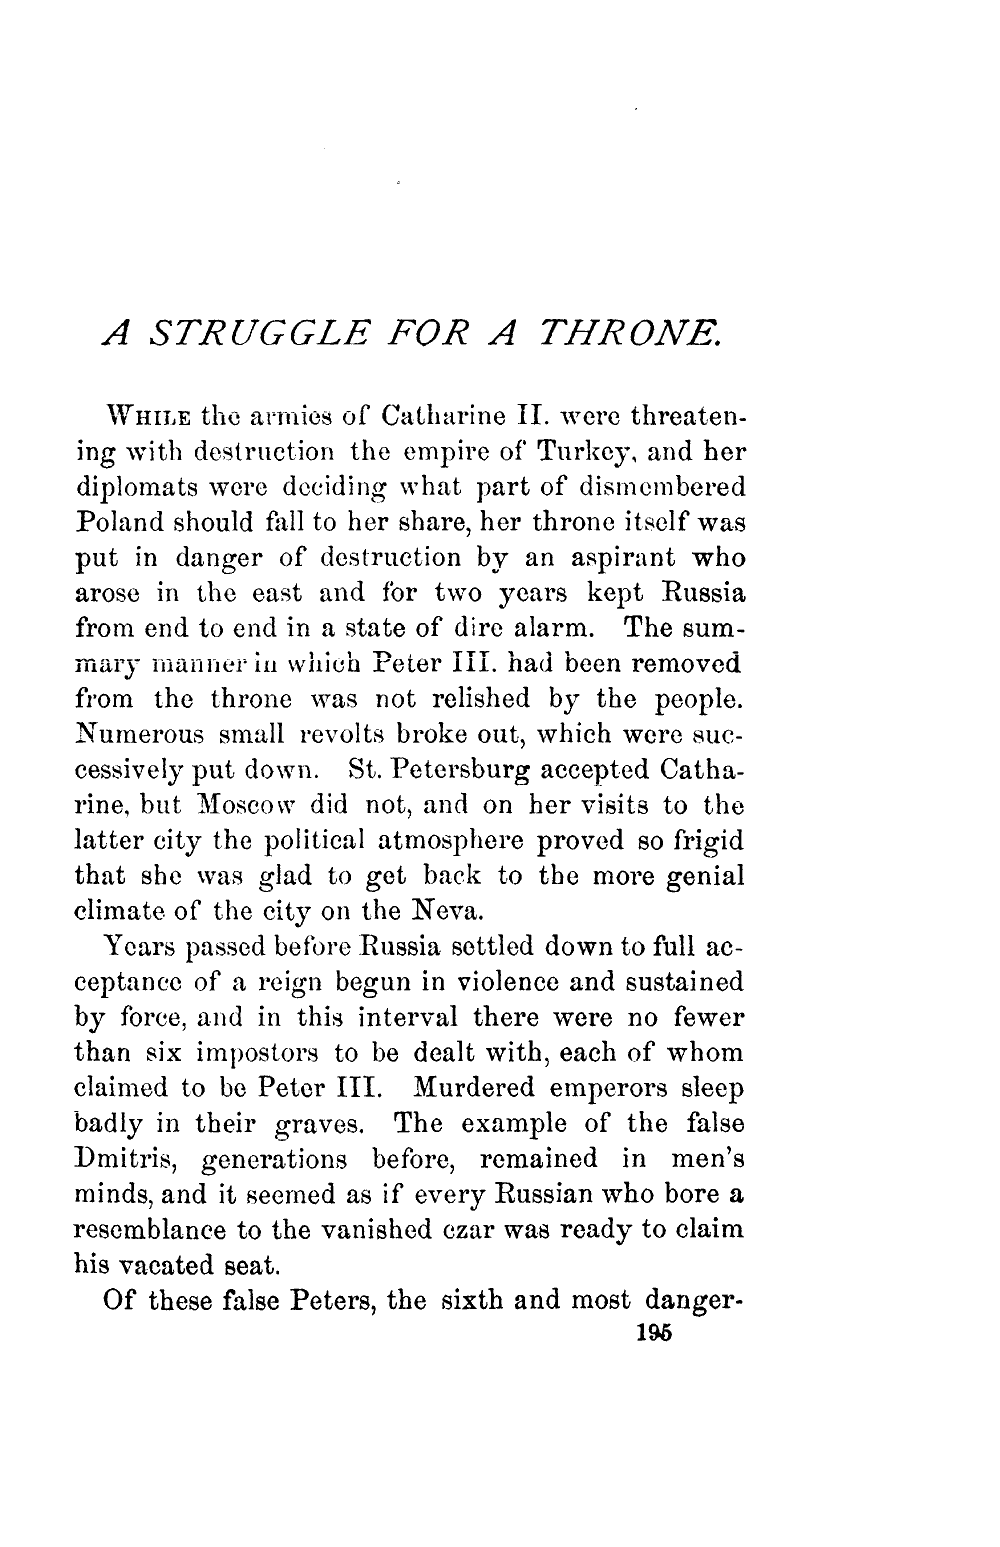 A STRUGGLE FOR A THRONE.
WHILE the armies of Catharine II. were threaten-
ing with destruction the empire of Turkey, and her
diplomats were deciding what part of dismembered
Poland should fall to her share, her throne itself was
put in danger of destruction by an aspirant who
arose in the east and for two years kept Russia
from end to end in a state of dire alarm. The sum-
mary manner in which Peter III. had been removed
from the throne was not relished by the people.
Numerous small revolts broke out, which were suc-
cessively put down. St. Petersburg accepted Catha-
rine, but Moscow did not, and on her visits to the
latter city the political atmosphere proved so frigid
that she was glad to get back to the more genial
climate of the city on the Neva.
Years passed before Russia settled down to full ac-
ceptance of a reign begun in violence and sustained
by force, and in this interval there were no fewer
than six impostors to be dealt with, each of whom
claimed to be Peter III. Murdered emperors sleep
badly in their graves. The example of the false
Dmitris, generations before, remained in men's
minds, and it seemed as if every Russian who bore a
resemblance to the vanished czar was ready to claim
his vacated seat.
Of these false Peters, the sixth and most danger-
195